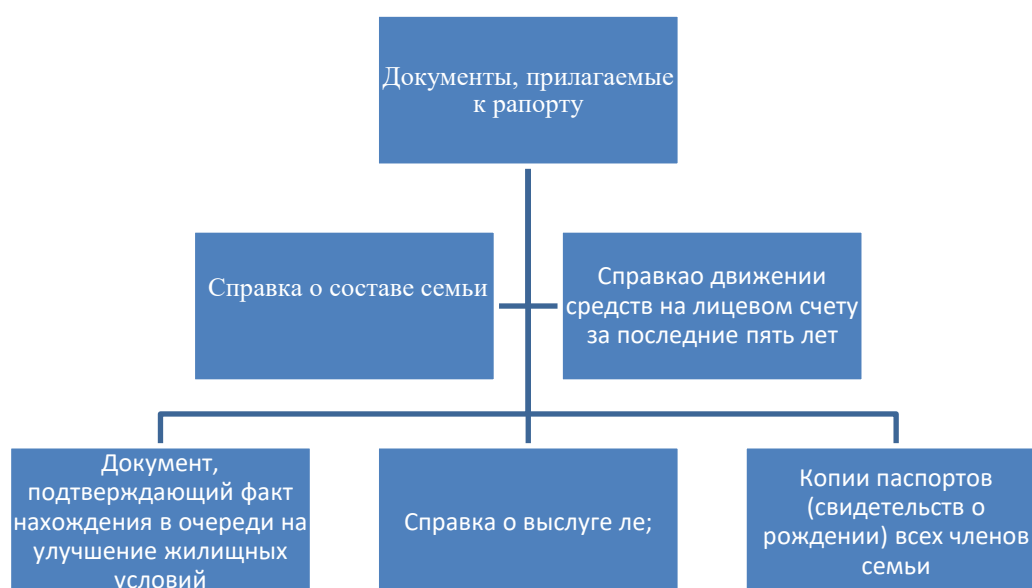 Документы, прилагаемые
к рапорту
Справка о составе семьи
Справкао движении
средств на лицевом счету
за последние пять лет
Документ,
подтверждающий факт
нахождения в очереди на
улучшение жилищных
условий
Справка о выслуге ле;
Копии паспортов
(свидетельств о
рождении) всех членов
семьи